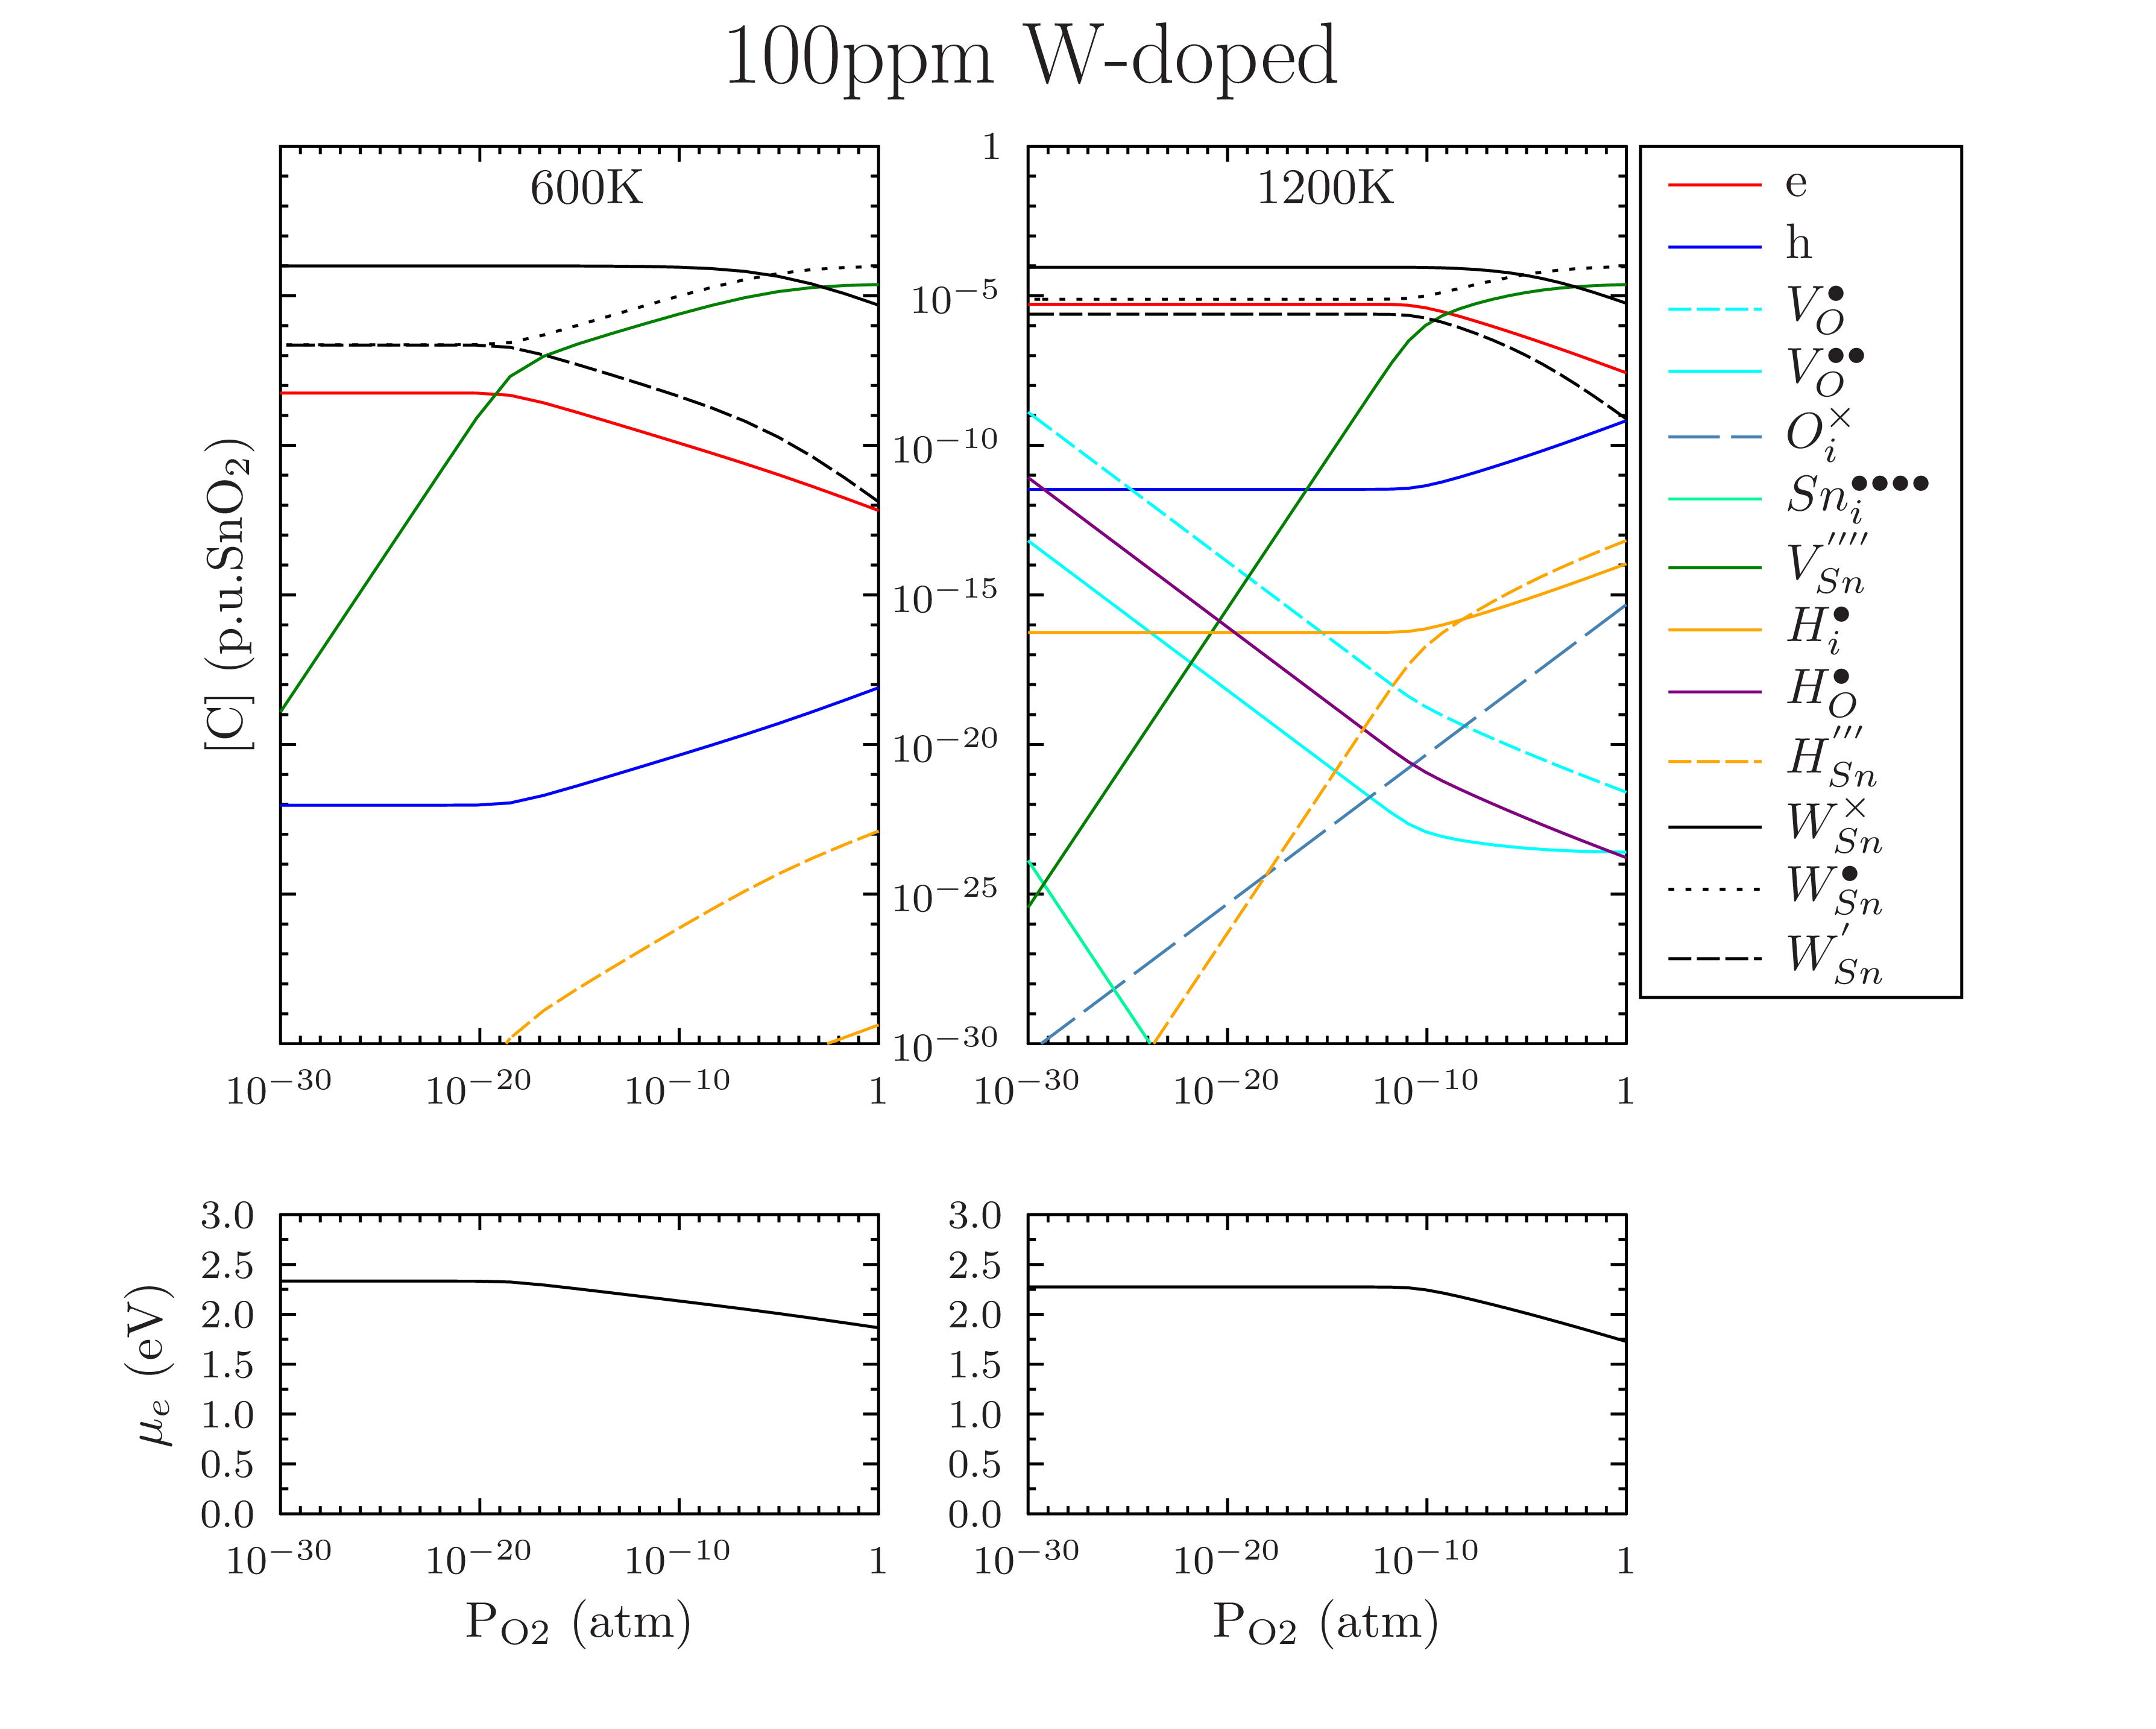 100ppm W-doped
600K
1200K
[C] (p.u.SnO₂)
1
10⁻⁵
10⁻¹⁰
10⁻¹⁵
10⁻²⁰
10⁻²⁵
10⁻³⁰
10⁻³⁰ 10⁻²⁰ 10⁻¹⁰ 1
10⁻³⁰ 10⁻²⁰ 10⁻¹⁰ 1
e
h
V_O^•
V_O^••
O_i^×
Sn_i^••••
V_Sn^′′′′
H_i^•
H_O^•
H_Sn^′′′
W_Sn^×
W_Sn^•
W_Sn^′
μₑ (eV)
3.0
2.5
2.0
1.5
1.0
0.5
0.0
3.0
2.5
2.0
1.5
1.0
0.5
0.0
10⁻³⁰ 10⁻²⁰ 10⁻¹⁰ 1
10⁻³⁰ 10⁻²⁰ 10⁻¹⁰ 1
P_O2 (atm)
P_O2 (atm)